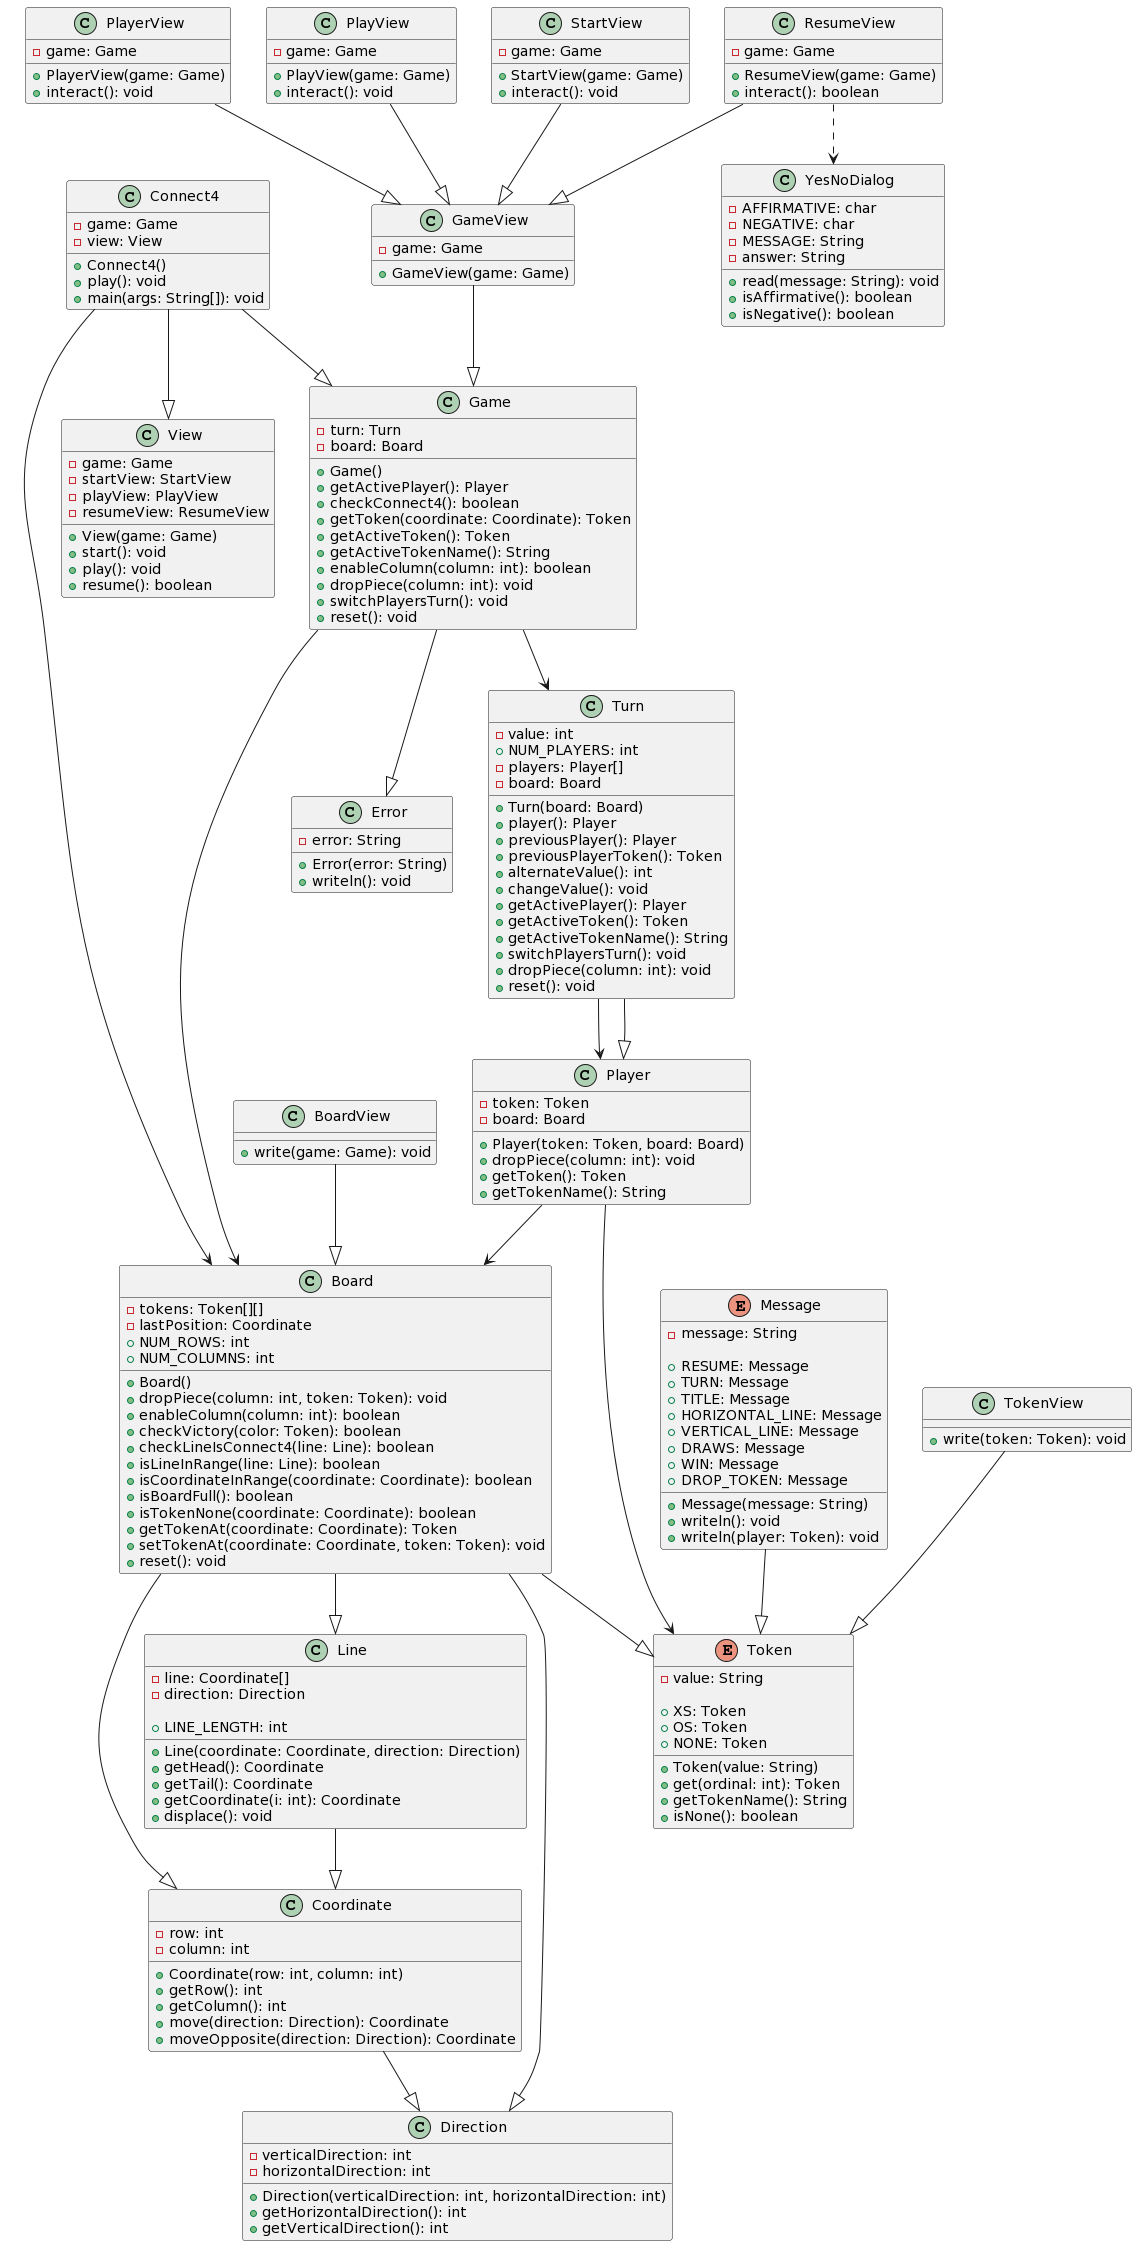 C PlayerView
game: Game
PlayerView(game: Game)
interact(): void
C PlayView
game: Game
PlayView(game: Game)
interact(): void
C StartView
game: Game
StartView(game: Game)
interact(): void
C ResumeView
game: Game
ResumeView(game: Game)
interact(): boolean
C YesNoDialog
AFFIRMATIVE: char
NEGATIVE: char
MESSAGE: String
answer: String
read(message: String): void
isAffirmative(): boolean
isNegative(): boolean
C Connect4
game: Game
view: View
Connect4()
play(): void
main(args: String[]): void
C GameView
game: Game
GameView(game: Game)
C View
game: Game
startView: StartView
playView: PlayView
resumeView: ResumeView
View(game: Game)
start(): void
play(): void
resume(): boolean
C Game
turn: Turn
board: Board
Game()
getActivePlayer(): Player
checkConnect4(): boolean
getToken(coordinate: Coordinate): Token
getActiveToken(): Token
getActiveTokenName(): String
enableColumn(column: int): boolean
dropPiece(column: int): void
switchPlayersTurn(): void
reset(): void
C Turn
value: int
NUM_PLAYERS: int
players: Player[]
board: Board
Turn(board: Board)
player(): Player
previousPlayer(): Player
previousPlayerToken(): Token
alternateValue(): int
changeValue(): void
getActivePlayer(): Player
getActiveToken(): Token
getActiveTokenName(): String
switchPlayersTurn(): void
dropPiece(column: int): void
reset(): void
C Error
error: String
Error(error: String)
writeln(): void
C Player
token: Token
board: Board
Player(token: Token, board: Board)
dropPiece(column: int): void
getToken(): Token
getTokenName(): String
C BoardView
write(game: Game): void
C Board
tokens: Token[][]
lastPosition: Coordinate
NUM_ROWS: int
NUM_COLUMNS: int
Board()
dropPiece(column: int, token: Token): void
enableColumn(column: int): boolean
checkVictory(color: Token): boolean
checkLineIsConnect4(line: Line): boolean
isLineInRange(line: Line): boolean
isCoordinateInRange(coordinate: Coordinate): boolean
isBoardFull(): boolean
isTokenNone(coordinate: Coordinate): boolean
getTokenAt(coordinate: Coordinate): Token
setTokenAt(coordinate: Coordinate, token: Token): void
reset(): void
E Message
message: String
RESUME: Message
TURN: Message
TITLE: Message
HORIZONTAL_LINE: Message
VERTICAL_LINE: Message
DRAWS: Message
WIN: Message
DROP_TOKEN: Message
Message(message: String)
writeln(): void
writeln(player: Token): void
C TokenView
write(token: Token): void
C Line
line: Coordinate[]
direction: Direction
LINE_LENGTH: int
Line(coordinate: Coordinate, direction: Direction)
getHead(): Coordinate
getTail(): Coordinate
getCoordinate(i: int): Coordinate
displace(): void
E Token
value: String
XS: Token
OS: Token
NONE: Token
Token(value: String)
get(ordinal: int): Token
getTokenName(): String
isNone(): boolean
C Coordinate
row: int
column: int
Coordinate(row: int, column: int)
getRow(): int
getColumn(): int
move(direction: Direction): Coordinate
moveOpposite(direction: Direction): Coordinate
C Direction
verticalDirection: int
horizontalDirection: int
Direction(verticalDirection: int, horizontalDirection: int)
getHorizontalDirection(): int
getVerticalDirection(): int